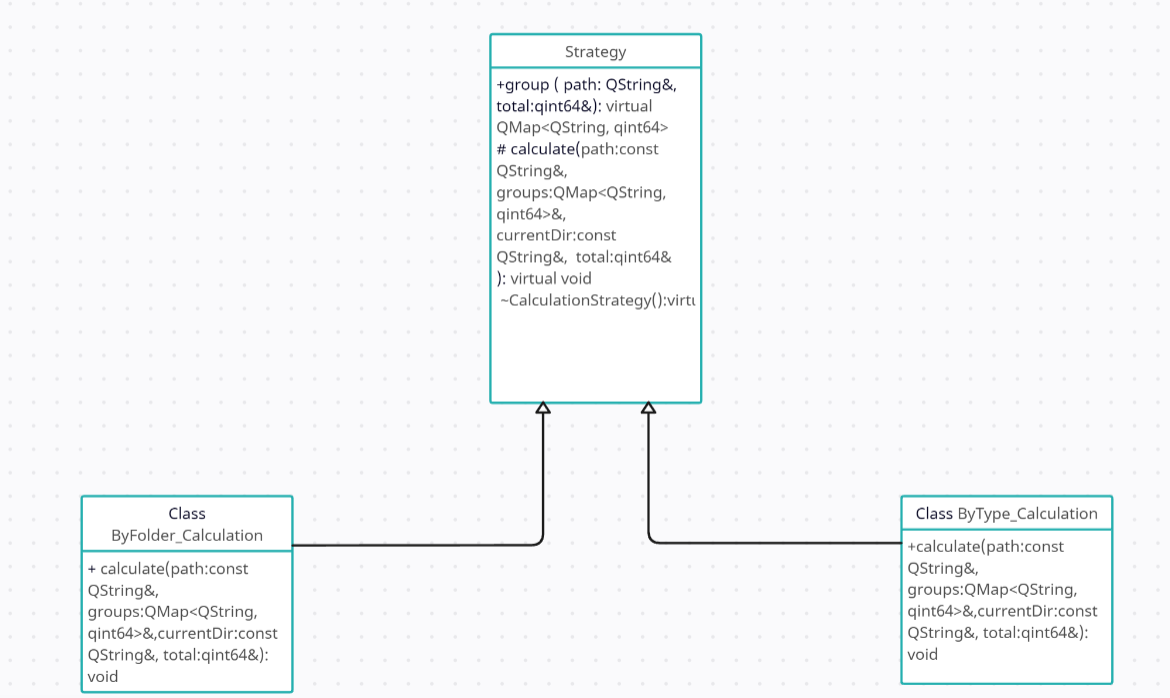 Strategy
+group ( path: QString&,
total:qint64&): virtual
QMap<QString, qint64>
# calculate(path:const
QString&,
groups:QMap<QString,
qint64>&,
currentDir:const
QString&,  total:qint64&
): virtual void
~CalculationStrategy():virtu
Class
ByFolder_Calculation
+ calculate(path:const
QString&,
groups:QMap<QString,
qint64>&,currentDir:const
QString&, total:qint64&):
void
Class ByType_Calculation
+calculate(path:const
QString&,
groups:QMap<QString,
qint64>&,currentDir:const
QString&, total:qint64&):
void